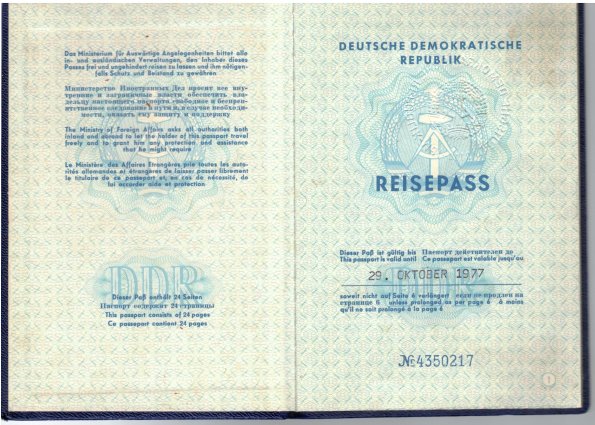 Das Ministerium für Auswärtige Angelegenheiten bittet alle
in- und ausländischen Verwaltungen, den Inhaber dieses
Passes frei und ungehindert reisen zu lassen und ihm nötigen-
falls Schutz und Beistand zu gewähren
Министерство Иностранных Дел просит все вну-
тренние и заграничные власти обеспечить вла-
дельцу настоящего паспорта свободное и беспреп-
ятственное следование в пути и, в случае необходи-
мости, оказать ему защиту и поддержку
The Ministry of Foreign Affairs asks all authorities both
inland and abroad to let the holder of this passport travel
freely and to grant him any protection and assistance
that he might require
Le Ministère des Affaires Étrangères prie toutes les auto-
rités allemandes et étrangères de laisser passer librement
le titulaire de ce passeport et, en cas de nécessité, de
lui accorder aide et protection
DDR
Dieser Paß enthält 24 Seiten
Паспорт содержит 24 страницы
This passport consists of 24 pages
Ce passeport contient 24 pages
DEUTSCHE DEMOKRATISCHE
REPUBLIK
REISEPASS
Dieser Paß ist gültig bis Паспорт действителен до
This passport is valid until Ce passeport est valable jusqu'au
29. OKTOBER 1977
soweit nicht auf Seite 6 verlängert если не продлен на
странице 6 unless prolonged as per page 6 à moins
qu'il ne soit prolongé à la page 6
№4350217
1